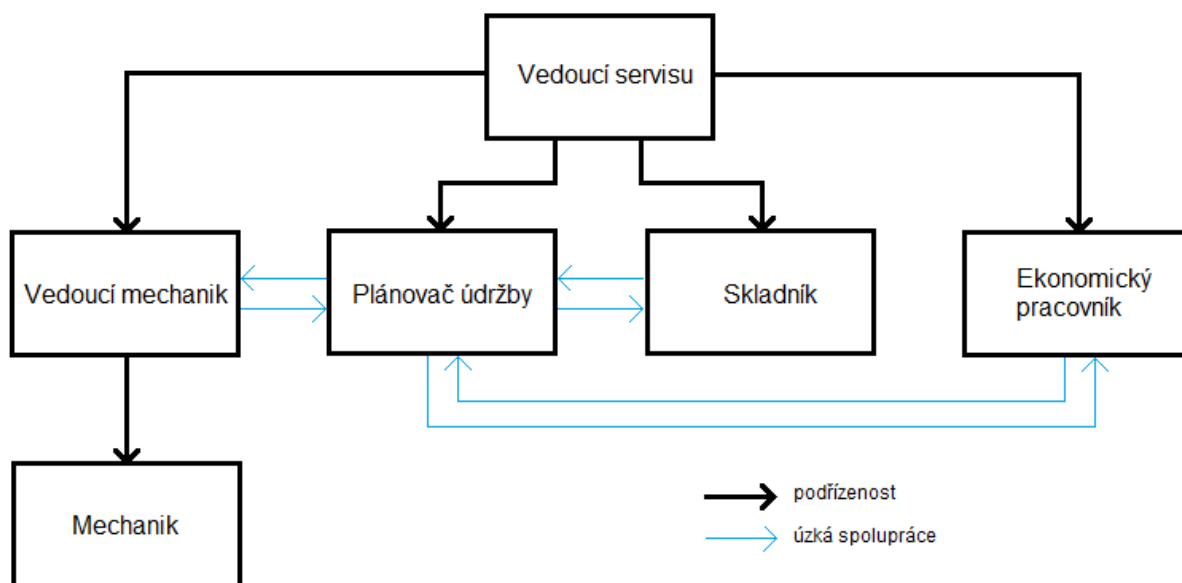 Vedoucí servisu
Vedoucí mechanik
Plánovač údržby
Skladník
Ekonomický
pracovník
Mechanik
podřízenost
úzká spolupráce